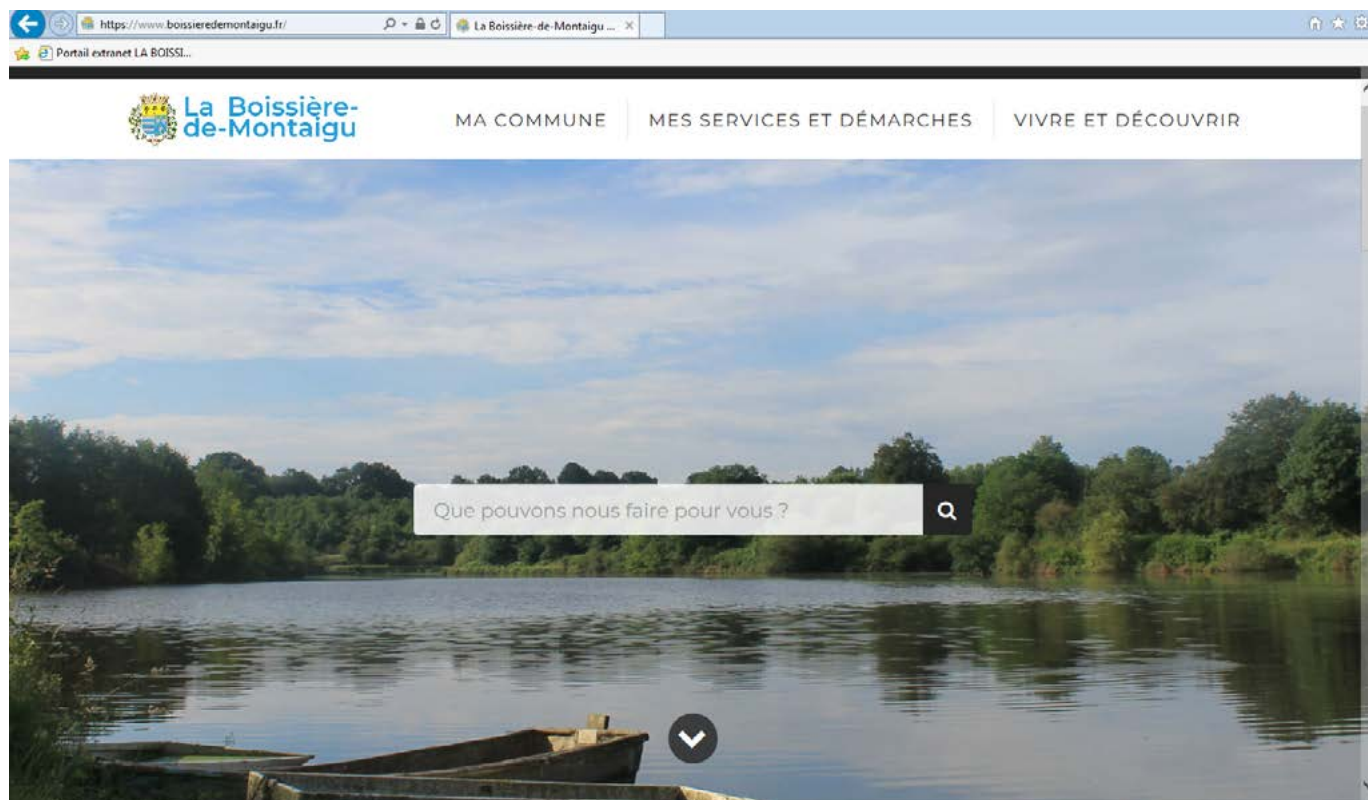 https://www.boissieredemontaigu.fr/
La Boissière-de-Montaigu ...
Portail extranet LA BOISSI...
La Boissière-
de-Montaigu
MA COMMUNE
MES SERVICES ET DÉMARCHES
VIVRE ET DÉCOUVRIR
Que pouvons nous faire pour vous ?